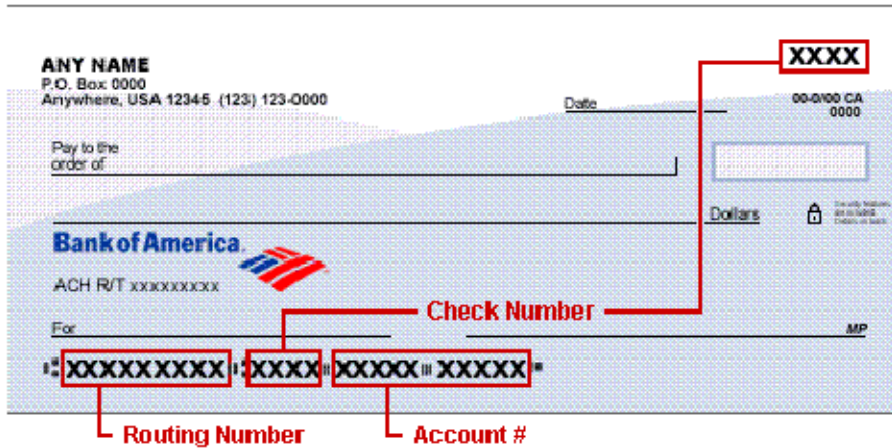 XXXX
ANY NAME
P.O. Box 0000
Anywhere, USA 12345 (123) 123-0000
Date
00-0/00 CA
0000
Pay to the
order of
Dollars
Bank of America.
ACH R/T xxxxxxxxx
Check Number
For
MP
XXXXXXXXX XXXX XXXXX XXXXX
Routing Number Account #